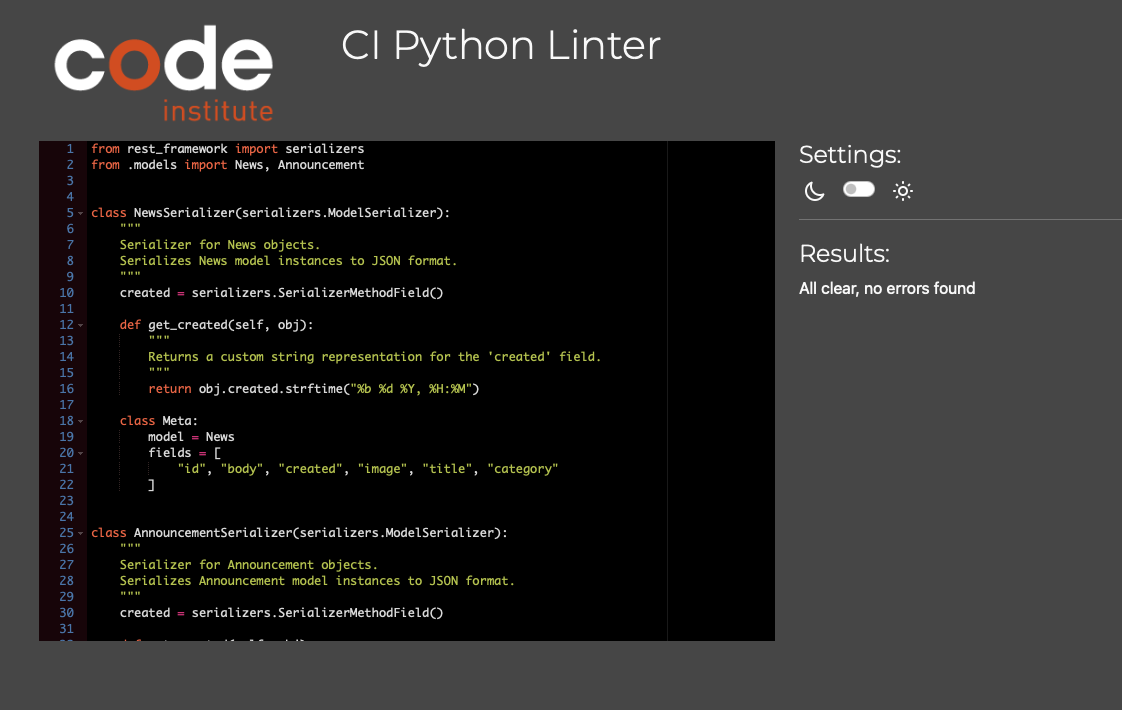 code
institute
CI Python Linter
1 from rest_framework import serializers
2 from .models import News, Announcement
3
4
5 class NewsSerializer(serializers.ModelSerializer):
6     """
7     Serializer for News objects.
8     Serializes News model instances to JSON format.
9     """
10     created = serializers.SerializerMethodField()
11
12     def get_created(self, obj):
13         """
14         Returns a custom string representation for the 'created' field.
15         """
16         return obj.created.strftime("%b %d %Y, %H:%M")
17
18     class Meta:
19         model = News
20         fields = [
21             "id", "body", "created", "image", "title", "category"
22         ]
23
24
25 class AnnouncementSerializer(serializers.ModelSerializer):
26     """
27     Serializer for Announcement objects.
28     Serializes Announcement model instances to JSON format.
29     """
30     created = serializers.SerializerMethodField()
31
Settings:
Results:
All clear, no errors found